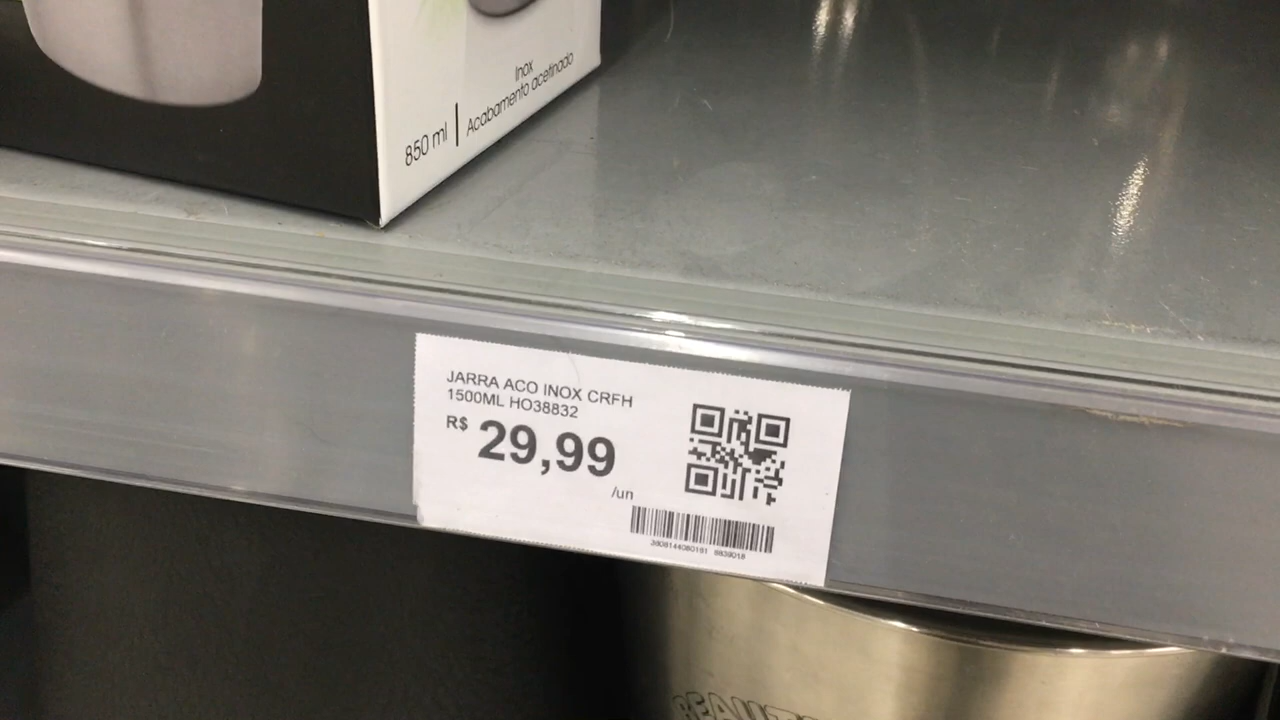 Inox
850 ml | Acabamento acetinado
JARRA ACO INOX CRFH
1500ML HO38832
R$ 29,99
/un